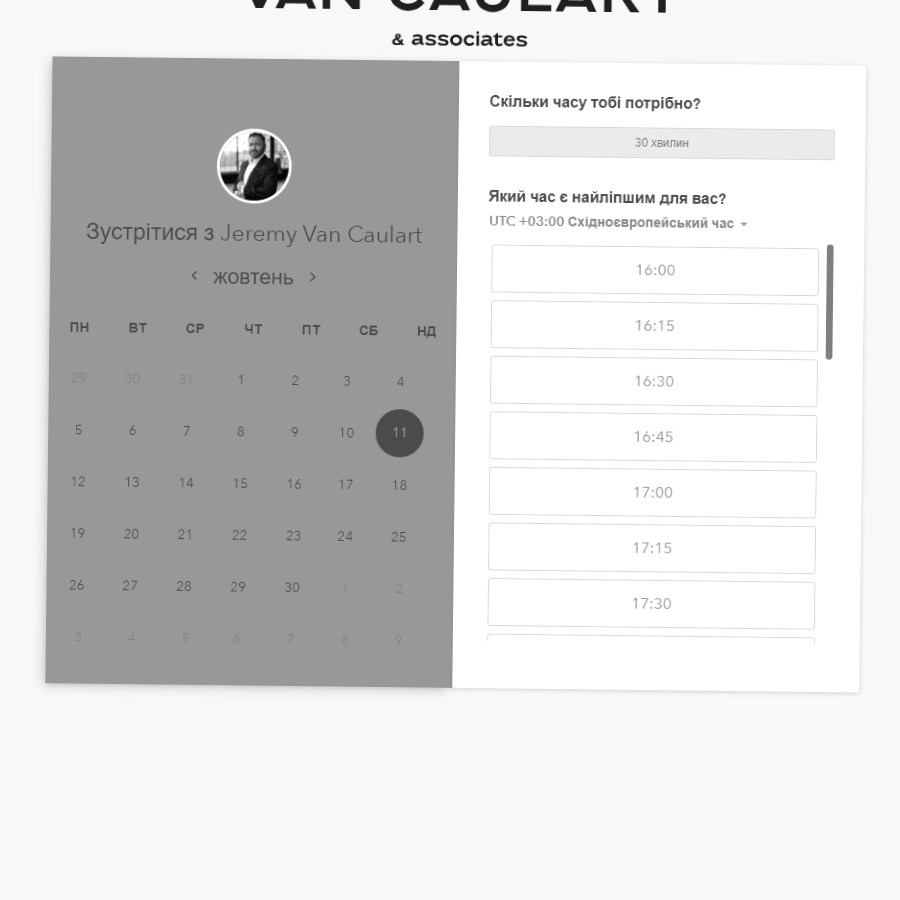 VAN CAULART
& associates
Зустрітися з Jeremy Van Caulart
жовтень
ПН ВТ СР ЧТ ПТ СБ НД
29 30 31 1 2 3 4
5 6 7 8 9 10 11
12 13 14 15 16 17 18
19 20 21 22 23 24 25
26 27 28 29 30 1 2
3 4 5 6 7 8 9
Скільки часу тобі потрібно?
30 хвилин
Який час є найліпшим для вас?
UTC +03:00 Східноєвропейський час
16:00
16:15
16:30
16:45
17:00
17:15
17:30